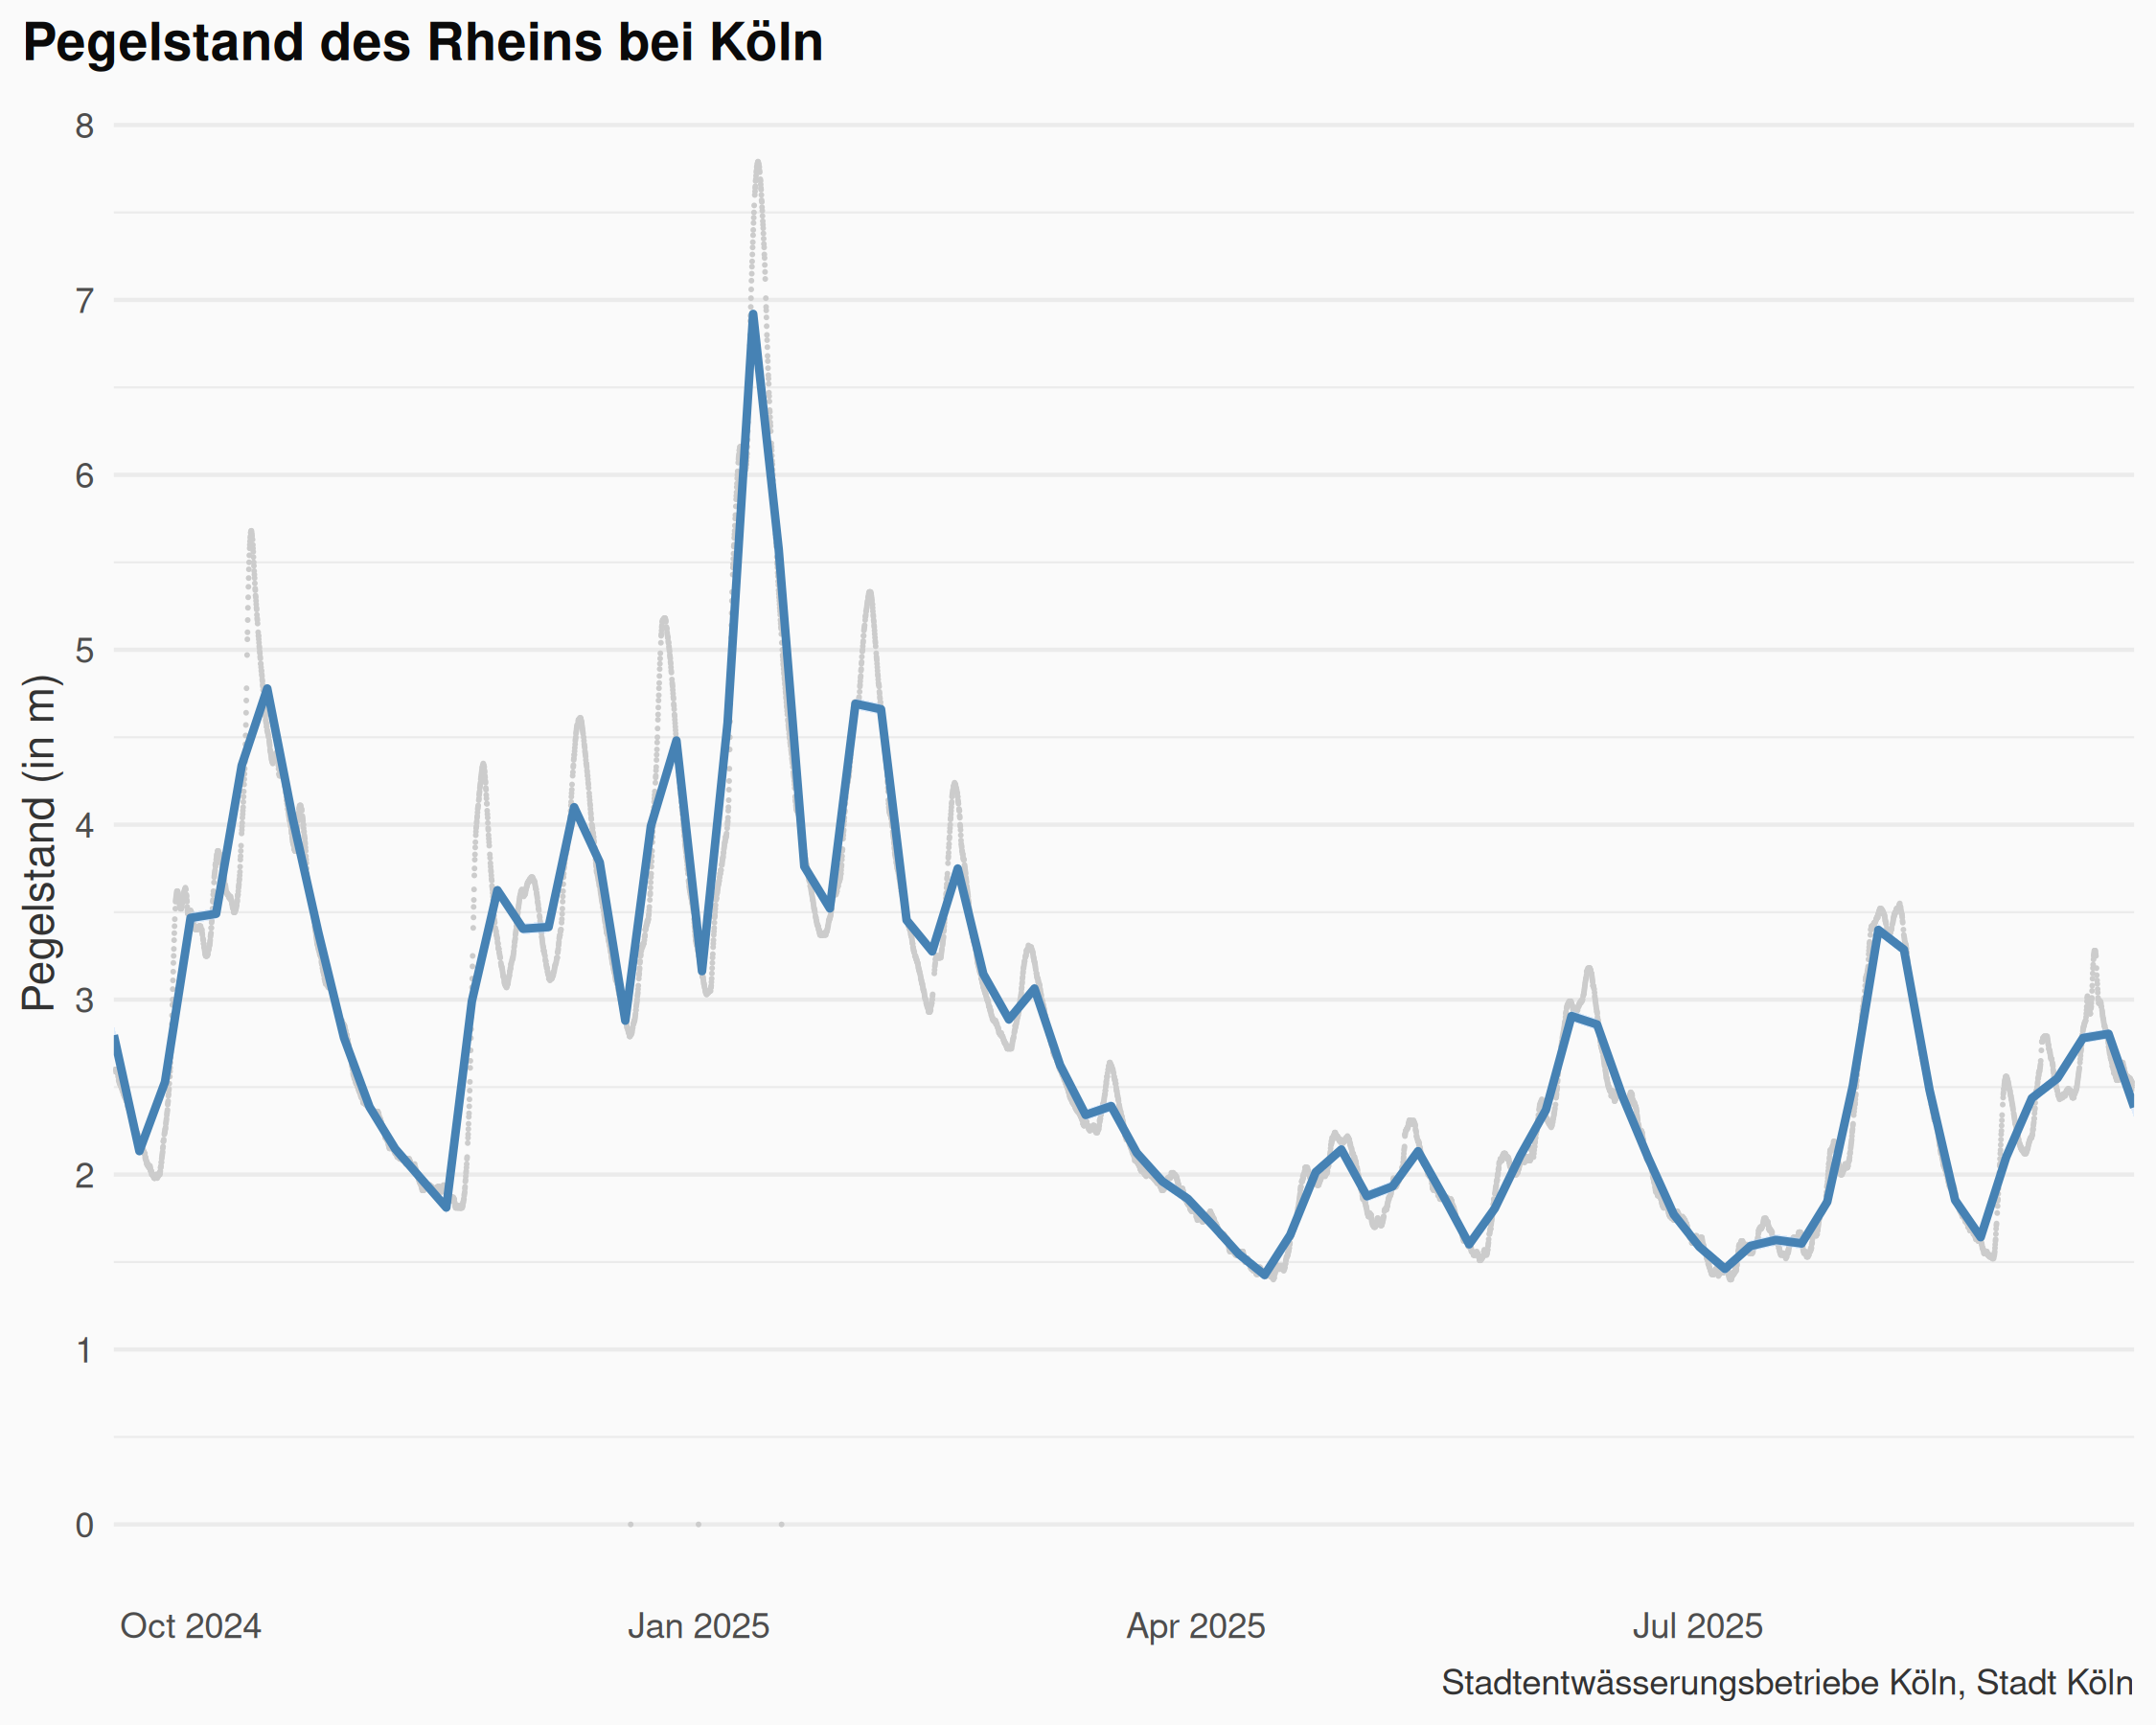 Pegelstand des Rheins bei Köln
Pegelstand (in m)
8
7
6
5
4
3
2
1
0
Oct 2024
Jan 2025
Apr 2025
Jul 2025
Stadtentwässerungsbetriebe Köln, Stadt Köln